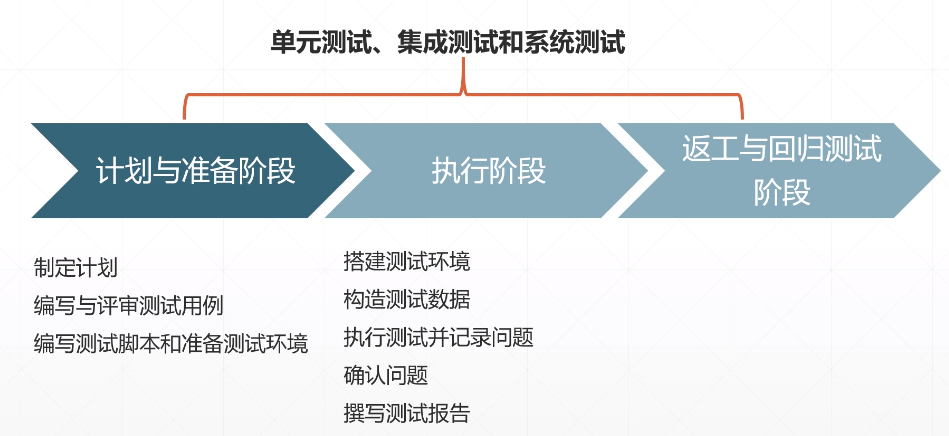 单元测试、集成测试和系统测试
计划与准备阶段
执行阶段
返工与回归测试
阶段
制定计划
编写与评审测试用例
编写测试脚本和准备测试环境
搭建测试环境
构造测试数据
执行测试并记录问题
确认问题
撰写测试报告